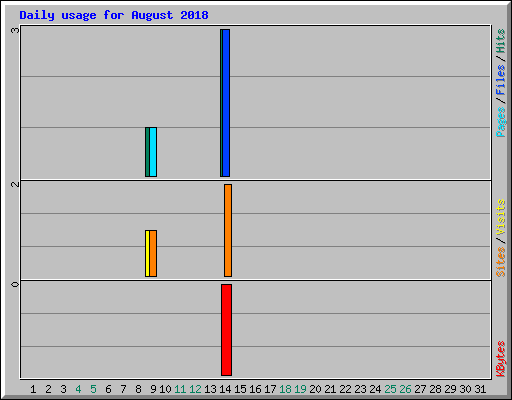 Daily usage for August 2018
3
2
0
Pages / Files / Hits
Sites / Visits
KBytes
1 2 3 4 5 6 7 8 9 10 11 12 13 14 15 16 17 18 19 20 21 22 23 24 25 26 27 28 29 30 31